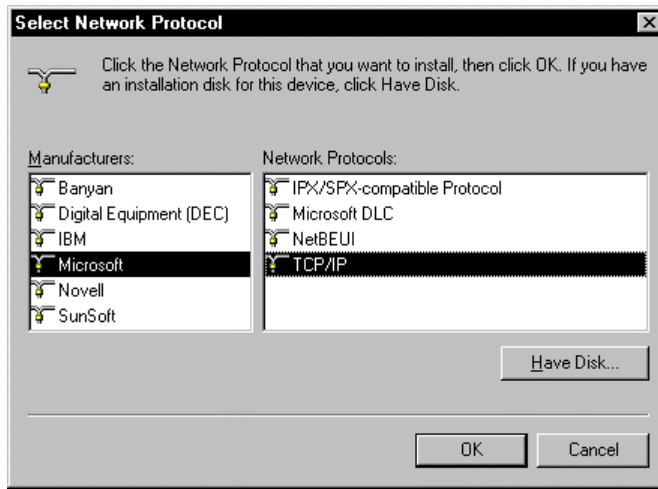 Select Network Protocol
Click the Network Protocol that you want to install, then click OK. If you have
an installation disk for this device, click Have Disk.
Manufacturers:
Banyan
Digital Equipment (DEC)
IBM
Microsoft
Novell
SunSoft
Network Protocols:
IPX/SPX-compatible Protocol
Microsoft DLC
NetBEUI
TCP/IP
Have Disk...
OK
Cancel